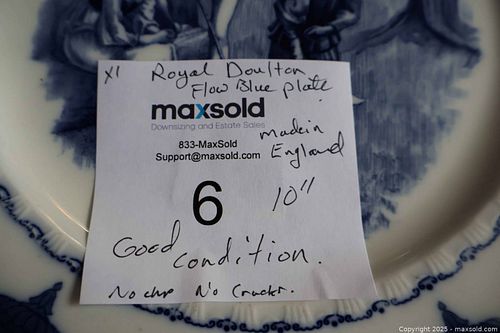 x1 Royal Doulton
Flow Blue plate
maxsold
Downsizing and Estate Sales
made in
833-MaxSold
England
Support@maxsold.com
6
10"
Good condition.
No chip No Cracks.
Copyright 2025 - maxsold.com